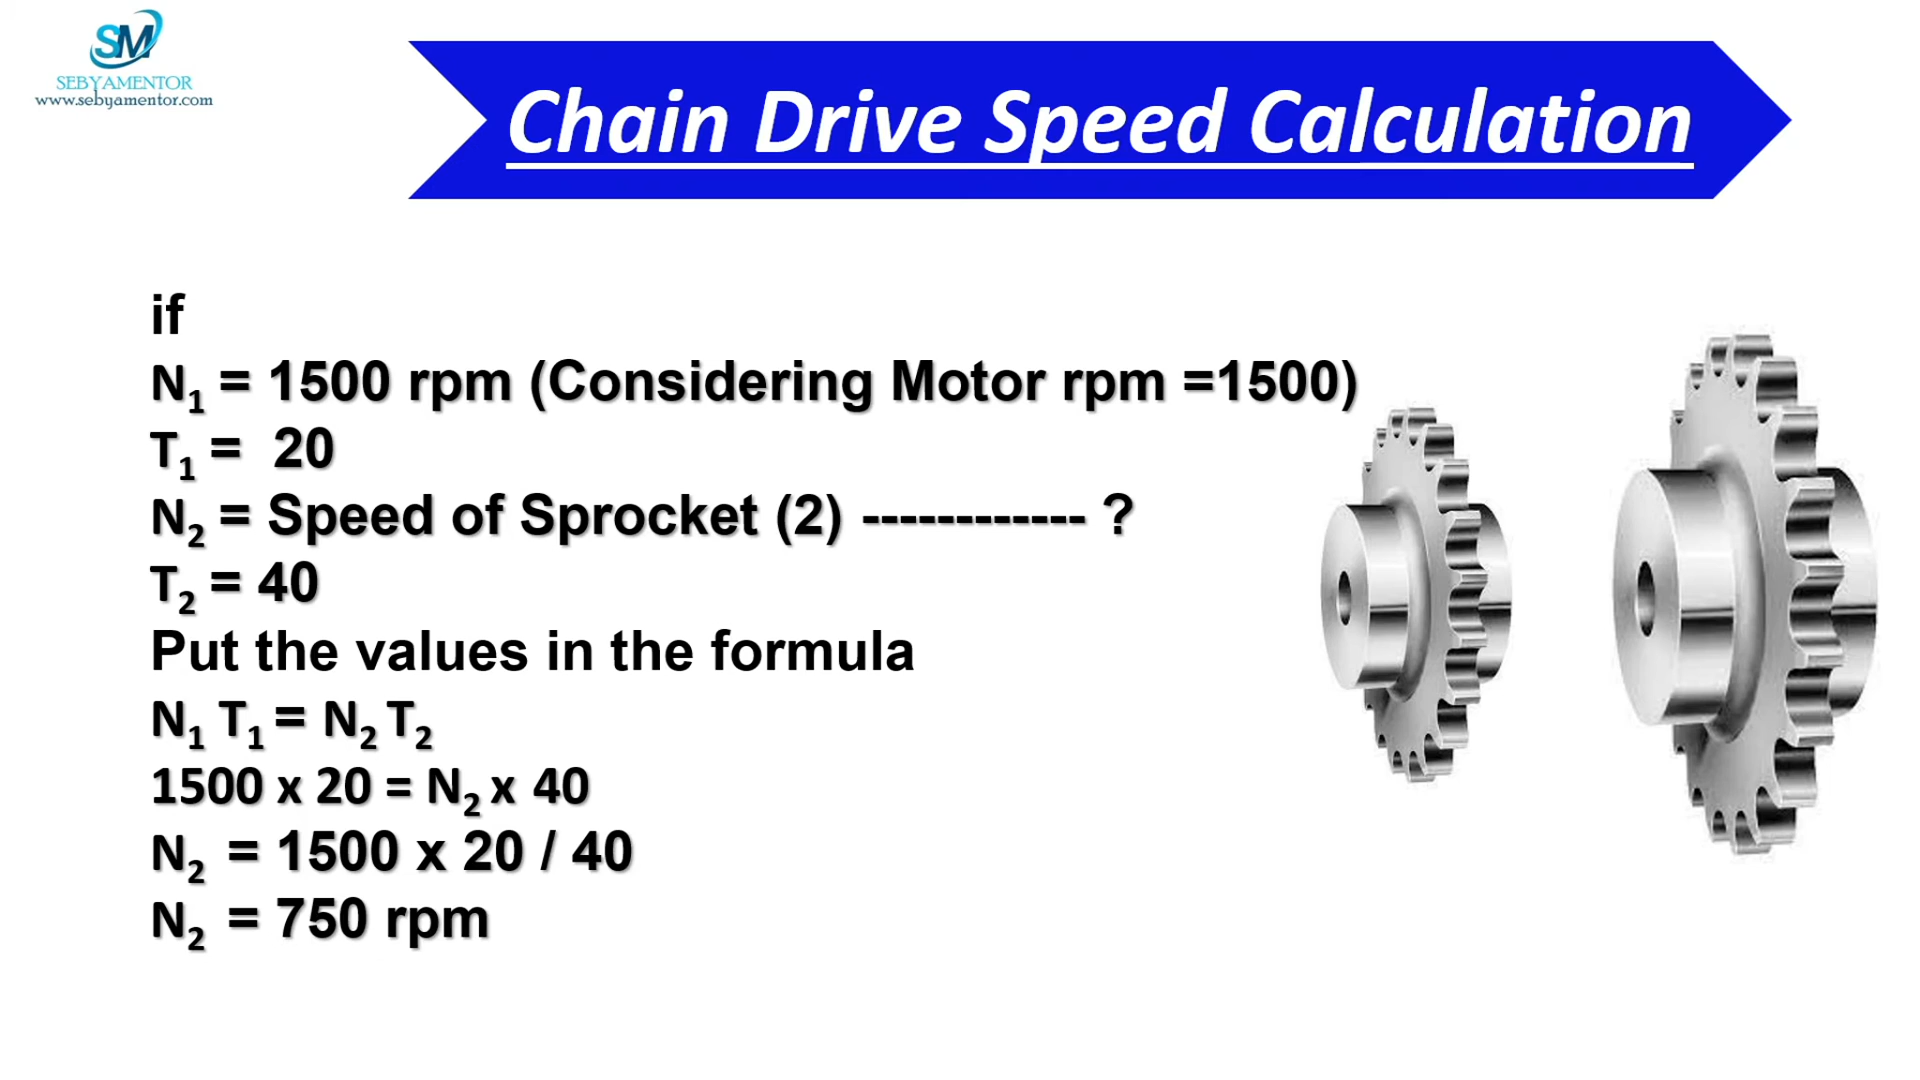 SM
SEBYAMENTOR
www.sebyamentor.com
Chain Drive Speed Calculation
if
N₁ = 1500 rpm (Considering Motor rpm =1500)
T₁ = 20
N₂ = Speed of Sprocket (2) ------------ ?
T₂ = 40
Put the values in the formula
N₁ T₁ = N₂ T₂
1500 x 20 = N₂ x 40
N₂ = 1500 x 20 / 40
N₂ = 750 rpm